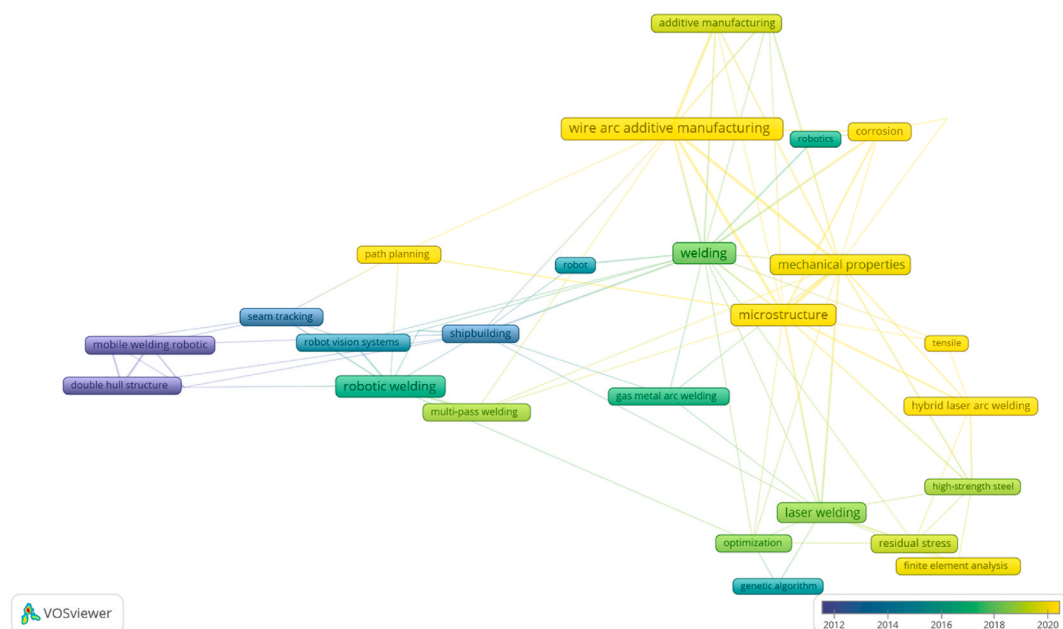 additive manufacturing
wire arc additive manufacturing
corrosion
robotics
welding
path planning
robot
mechanical properties
microstructure
seam tracking
shipbuilding
mobile welding robotic
robot vision systems
tensile
double hull structure
robotic welding
gas metal arc welding
hybrid laser arc welding
multi-pass welding
high-strength steel
laser welding
optimization
residual stress
finite element analysis
genetic algorithm
VOSviewer
2012 2014 2016 2018 2020